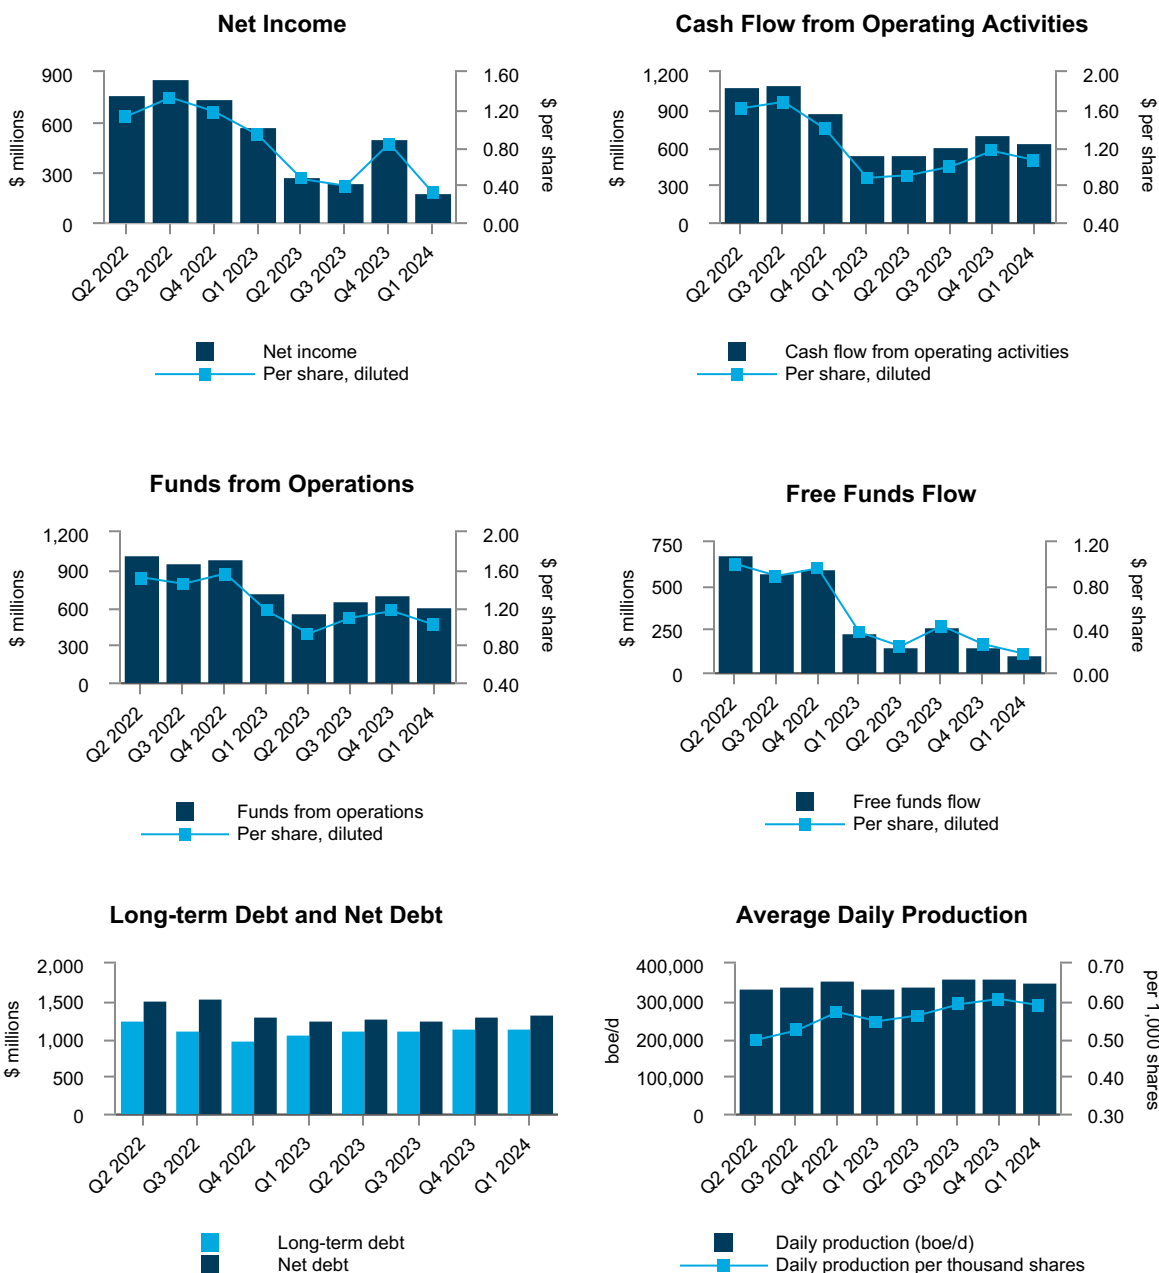 Net Income
$ millions
900
600
300
0
1.60
1.20
0.80
0.40
0.00
$ per share
Q2 2022
Q3 2022
Q4 2022
Q1 2023
Q2 2023
Q3 2023
Q4 2023
Q1 2024
Net income
Per share, diluted
Cash Flow from Operating Activities
$ millions
1,200
900
600
300
0
2.00
1.60
1.20
0.80
0.40
$ per share
Q2 2022
Q3 2022
Q4 2022
Q1 2023
Q2 2023
Q3 2023
Q4 2023
Q1 2024
Cash flow from operating activities
Per share, diluted
Funds from Operations
$ millions
1,200
900
600
300
0
2.00
1.60
1.20
0.80
0.40
$ per share
Q2 2022
Q3 2022
Q4 2022
Q1 2023
Q2 2023
Q3 2023
Q4 2023
Q1 2024
Funds from operations
Per share, diluted
Free Funds Flow
$ millions
750
500
250
0
1.20
0.80
0.40
0.00
$ per share
Q2 2022
Q3 2022
Q4 2022
Q1 2023
Q2 2023
Q3 2023
Q4 2023
Q1 2024
Free funds flow
Per share, diluted
Long-term Debt and Net Debt
$ millions
2,000
1,500
1,000
500
0
Q2 2022
Q3 2022
Q4 2022
Q1 2023
Q2 2023
Q3 2023
Q4 2023
Q1 2024
Long-term debt
Net debt
Average Daily Production
boe/d
400,000
300,000
200,000
100,000
0
0.70
0.60
0.50
0.40
0.30
per 1,000 shares
Q2 2022
Q3 2022
Q4 2022
Q1 2023
Q2 2023
Q3 2023
Q4 2023
Q1 2024
Daily production (boe/d)
Daily production per thousand shares